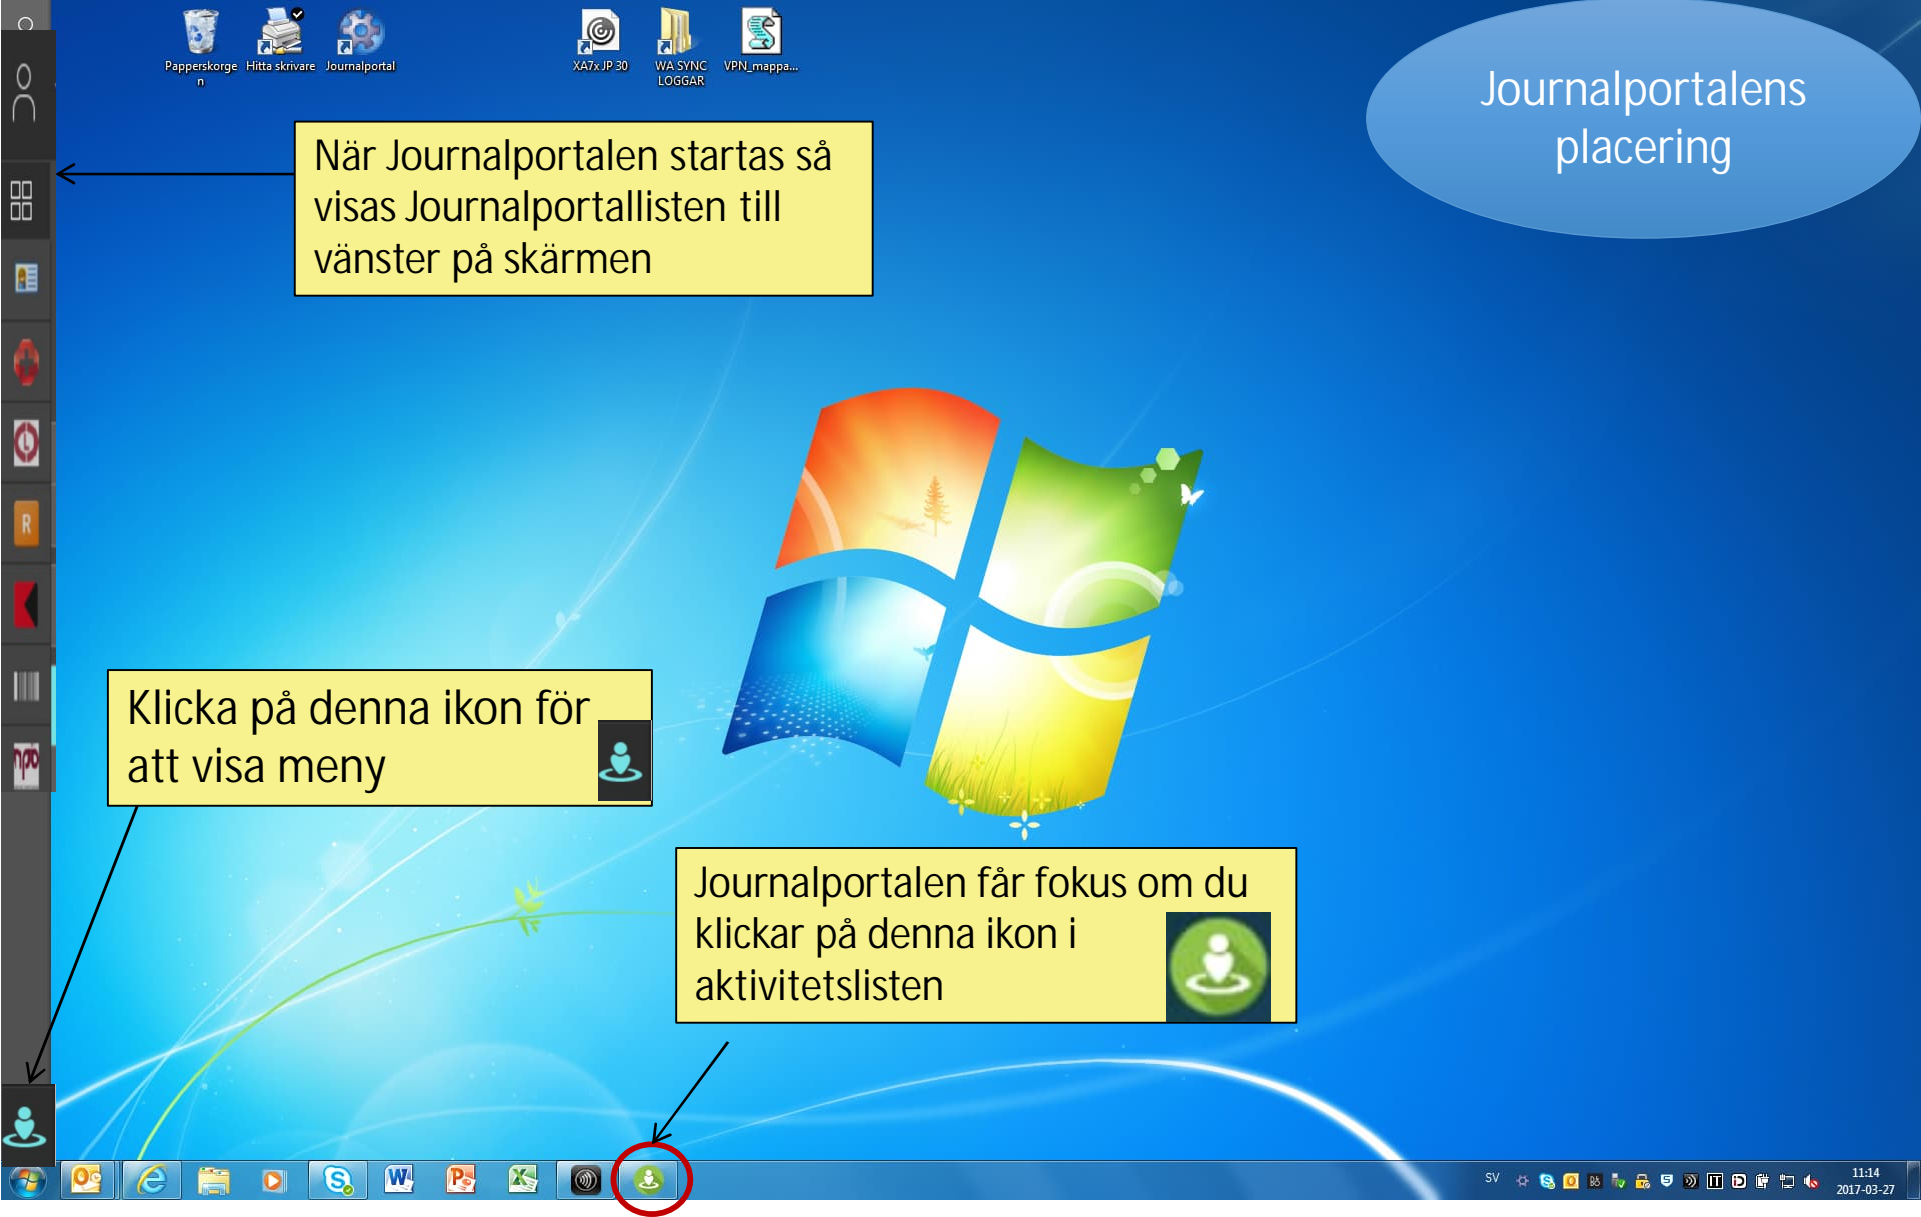 Papperskorge
n
Hitta skrivare
Journalportal
XA7x JP 30
WA SYNC
LOGGAR
VPN_mappa...
Journalportalens
placering
När Journalportalen startas så
visas Journalportallisten till
vänster på skärmen
R
npö
Klicka på denna ikon för
att visa meny
Journalportalen får fokus om du
klickar på denna ikon i
aktivitetslisten
SV
11:14
2017-03-27